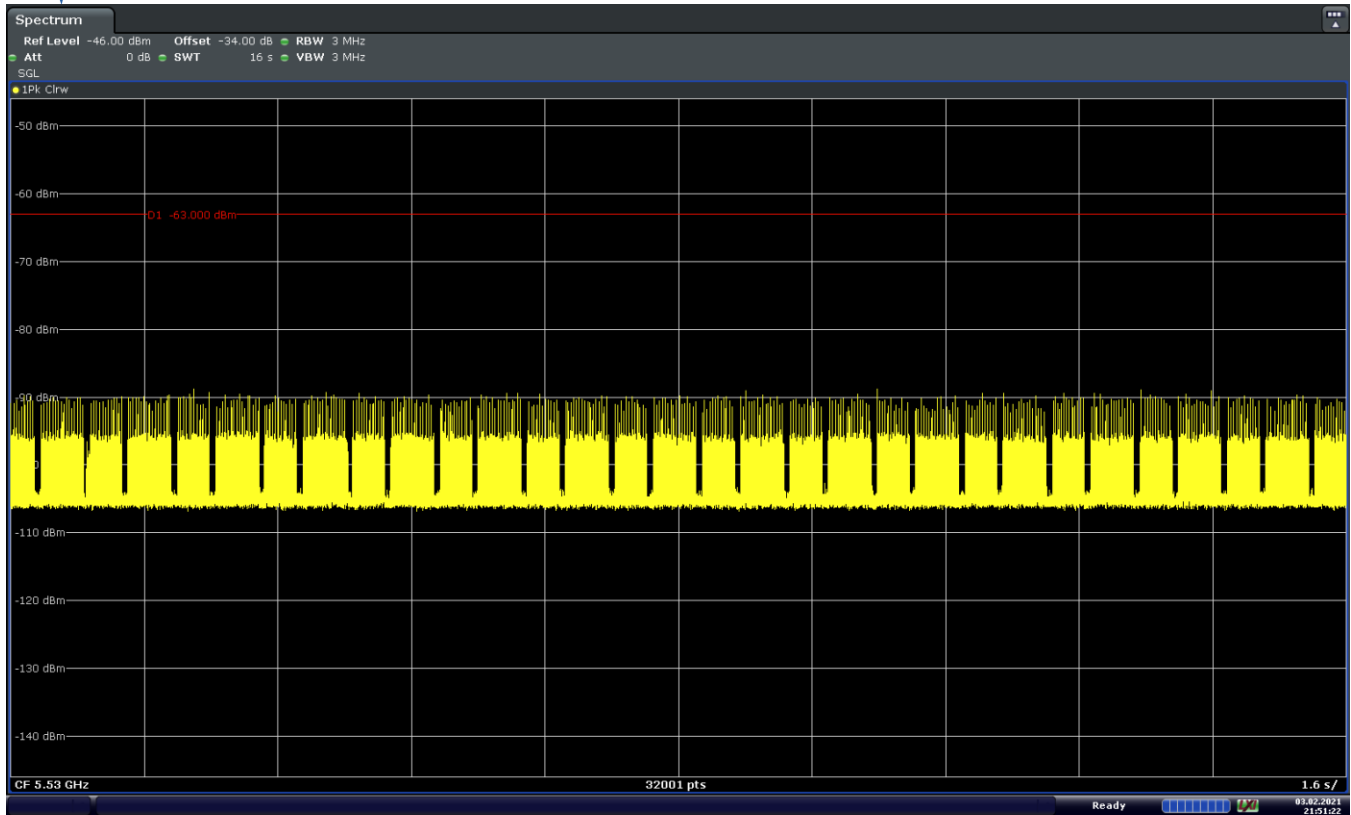 Spectrum
Ref Level -46.00 dBm Offset -34.00 dB RBW 3 MHz
Att 0 dB SWT 16 s VBW 3 MHz
SGL
1Pk Clrw
-50 dBm
-60 dBm
D1 -63.000 dBm
-70 dBm
-80 dBm
-90 dBm
-110 dBm
-120 dBm
-130 dBm
-140 dBm
CF 5.53 GHz 32001 pts 1.6 s/
Ready 03.02.2021
21:51:22